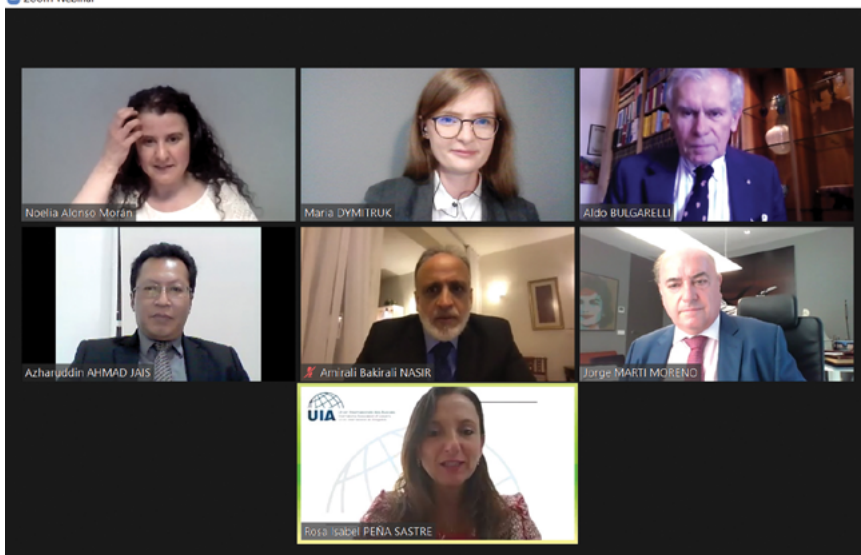 Zoom Webinar
Noelia Alonso Morán
Maria DYMITRUK
Aldo BULGARELLI
Azharuddin AHMAD JAIS
Amirali Bakirali NASIR
Jorge MARTI MORENO
UIA
Rosa Isabel PEÑA SASTRE